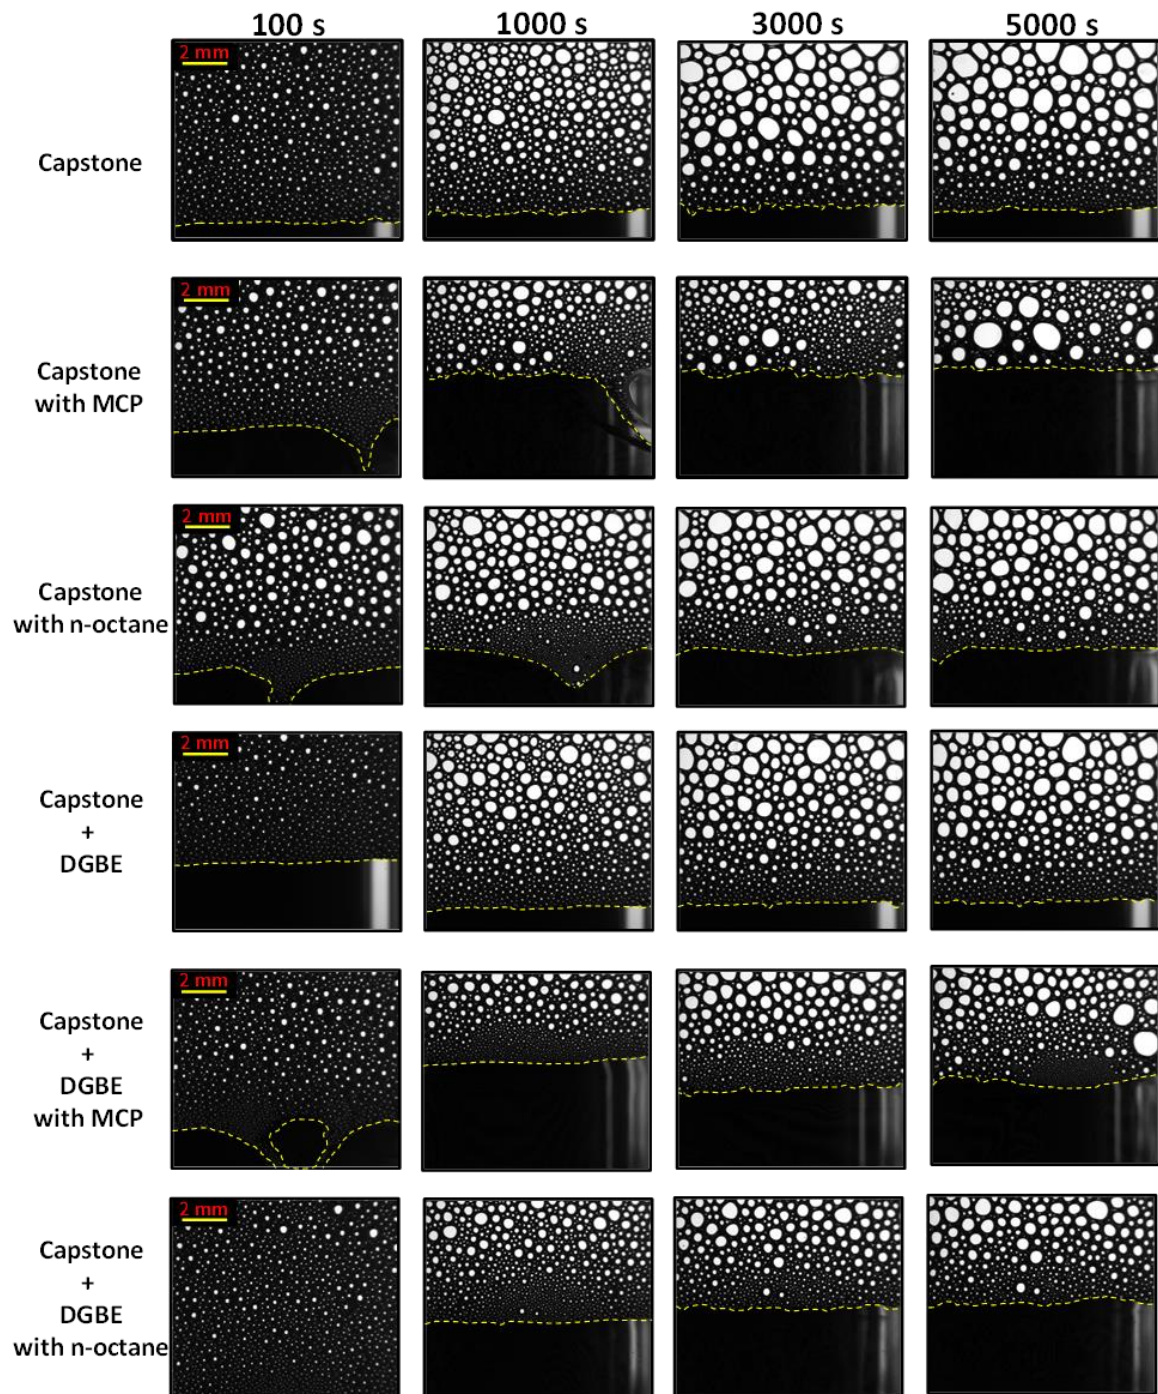 100 s 1000 s 3000 s 5000 s
2 mm
Capstone
2 mm
Capstone
with MCP
2 mm
Capstone
with n-octane
2 mm
Capstone
+
DGBE
2 mm
Capstone
+
DGBE
with MCP
2 mm
Capstone
+
DGBE
with n-octane